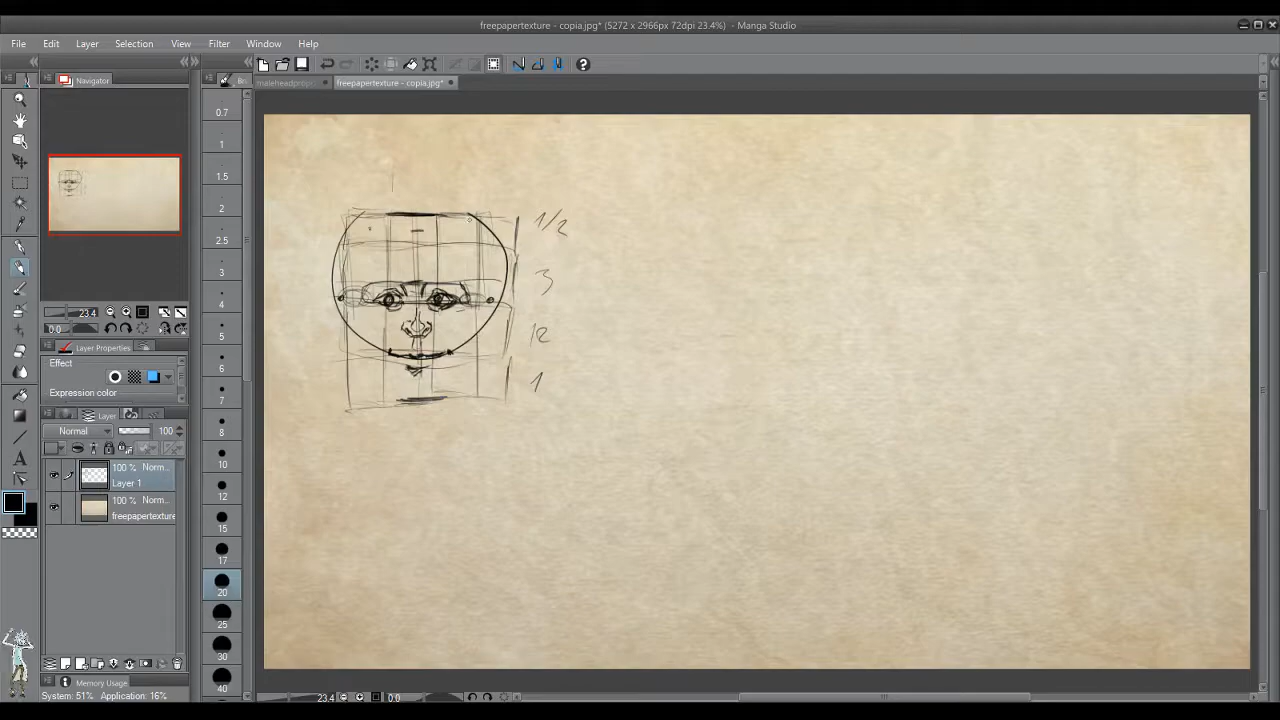 freepapertexture - copia.jpg* (5272 x 2966px 72dpi 23.4%) - Manga Studio
File Edit Layer Selection View Filter Window Help
Navigator
freepapertexture - copia.jpg*
0.7
1
1.5
2
2.5
3
4
5
6
7
8
10
12
15
17
20
25
30
40
23.4
0.0
Layer Properties
Effect
Expression color
Layer
Normal 100
100 % Norm...
Layer 1
100 % Norm...
freepapertexture
Memory Usage
System: 51% Application: 16%
1/2
3
1
23.4 0.0